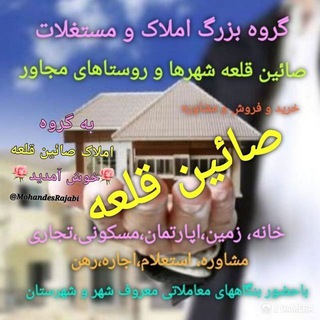 گروه بزرگ املاک و مستغلات
صائین قلعه شهرها و روستاهای مجاور
خرید و فروش و مشاوره
به گروه
املاک صائین قلعه
خوش آمدید
@MohandesRajabi
صائین قلعه
خانه، زمین،اپارتمان،مسکونی،تجاری
مشاوره، استعلام،اجاره،رهن
باحضور بنگاههای معاملاتی معروف شهر و شهرستان